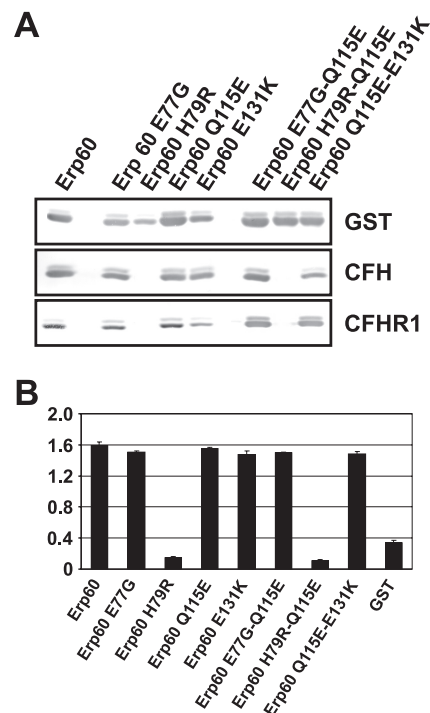 A
Erp60
Erp 60 E77G
Erp60 H79R
Erp60 Q115E
Erp60 E131K
Erp60 E77G-Q115E
Erp60 H79R-Q115E
Erp60 Q115E-E131K
GST
CFH
CFHR1
B
2.0
1.6
1.2
0.8
0.4
0
Erp60
Erp60 E77G
Erp60 H79R
Erp60 Q115E
Erp60 E131K
Erp60 E77G-Q115E
Erp60 H79R-Q115E
Erp60 Q115E-E131K
GST